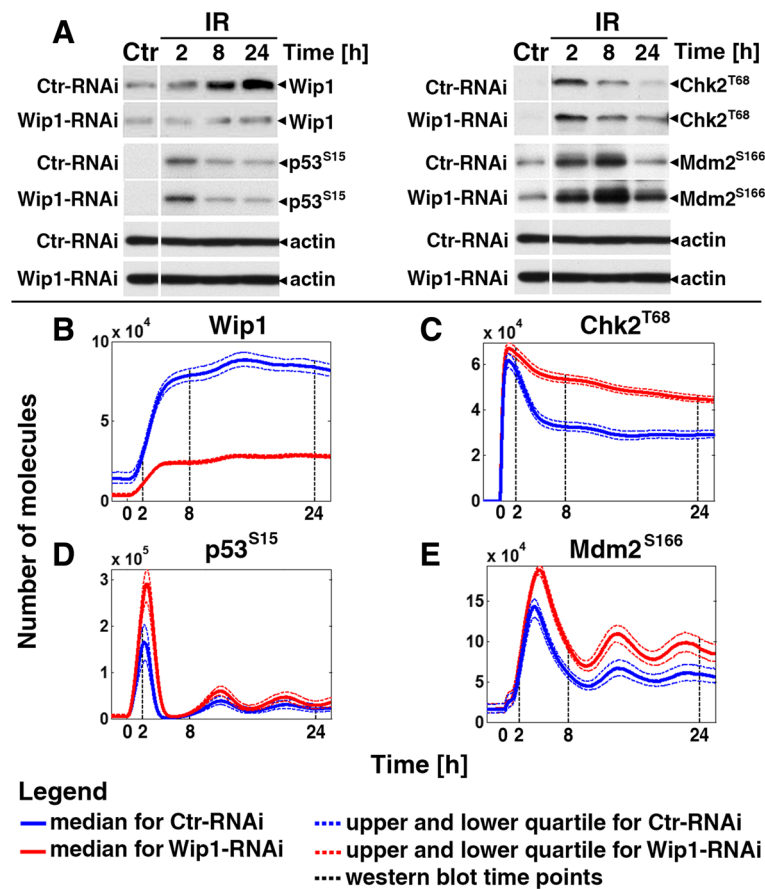 A
IR
Ctr 2 8 24 Time [h]
Ctr-RNAi Wip1
Wip1-RNAi Wip1
Ctr-RNAi p53S15
Wip1-RNAi p53S15
Ctr-RNAi actin
Wip1-RNAi actin
IR
Ctr 2 8 24 Time [h]
Ctr-RNAi Chk2T68
Wip1-RNAi Chk2T68
Ctr-RNAi Mdm2S166
Wip1-RNAi Mdm2S166
Ctr-RNAi actin
Wip1-RNAi actin
Number of molecules
B
Wip1
x 10^4
10
5
0
0 2 8 24
C
Chk2T68
x 10^4
6
4
2
0
0 2 8 24
D
p53S15
x 10^5
3
2
1
0
0 2 8 24
E
Mdm2S166
x 10^4
15
10
5
0
0 2 8 24
Time [h]
Legend
median for Ctr-RNAi
median for Wip1-RNAi
upper and lower quartile for Ctr-RNAi
upper and lower quartile for Wip1-RNAi
western blot time points